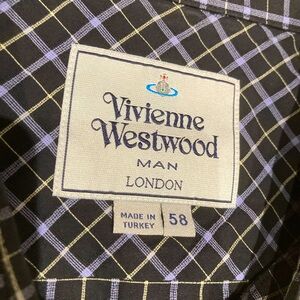 Vivienne
Westwood
MAN
LONDON
MADE IN
TURKEY
58